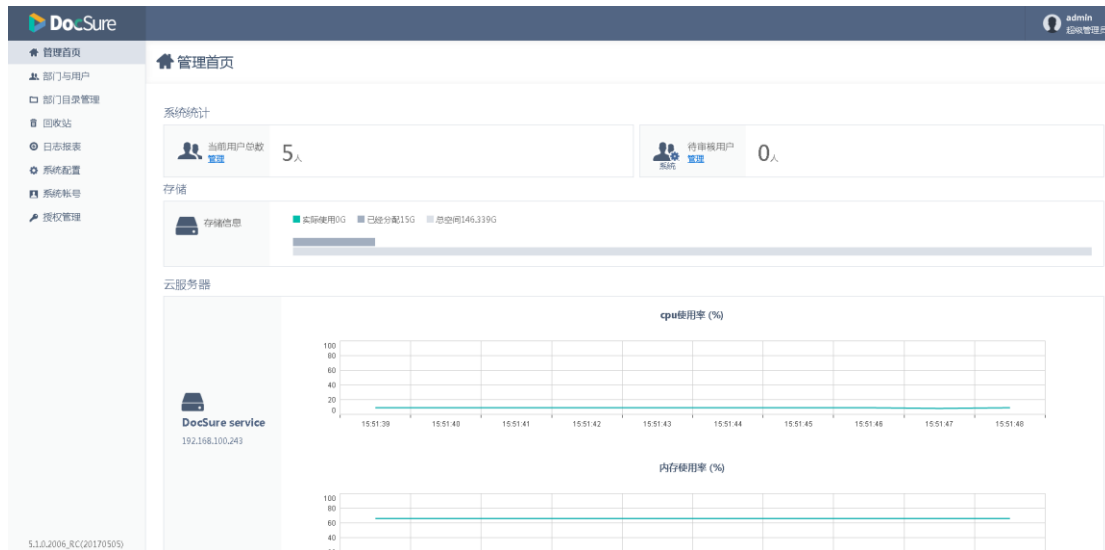 DocSure
admin
超级管理员
管理首页
部门与用户
部门目录管理
回收站
日志报表
系统配置
系统帐号
授权管理
5.1.0.2006_RC(20170505)
管理首页
系统统计
当前用户总数
管理
5人
系统
待审核用户
管理
0人
存储
存储信息
实际使用0G 已经分配15G 总空间146.339G
云服务器
DocSure service
192.168.100.243
cpu使用率 (%)
100
80
60
40
20
0
15:51:39 15:51:40 15:51:41 15:51:42 15:51:43 15:51:44 15:51:45 15:51:46 15:51:47 15:51:48
内存使用率 (%)
100
80
60
40